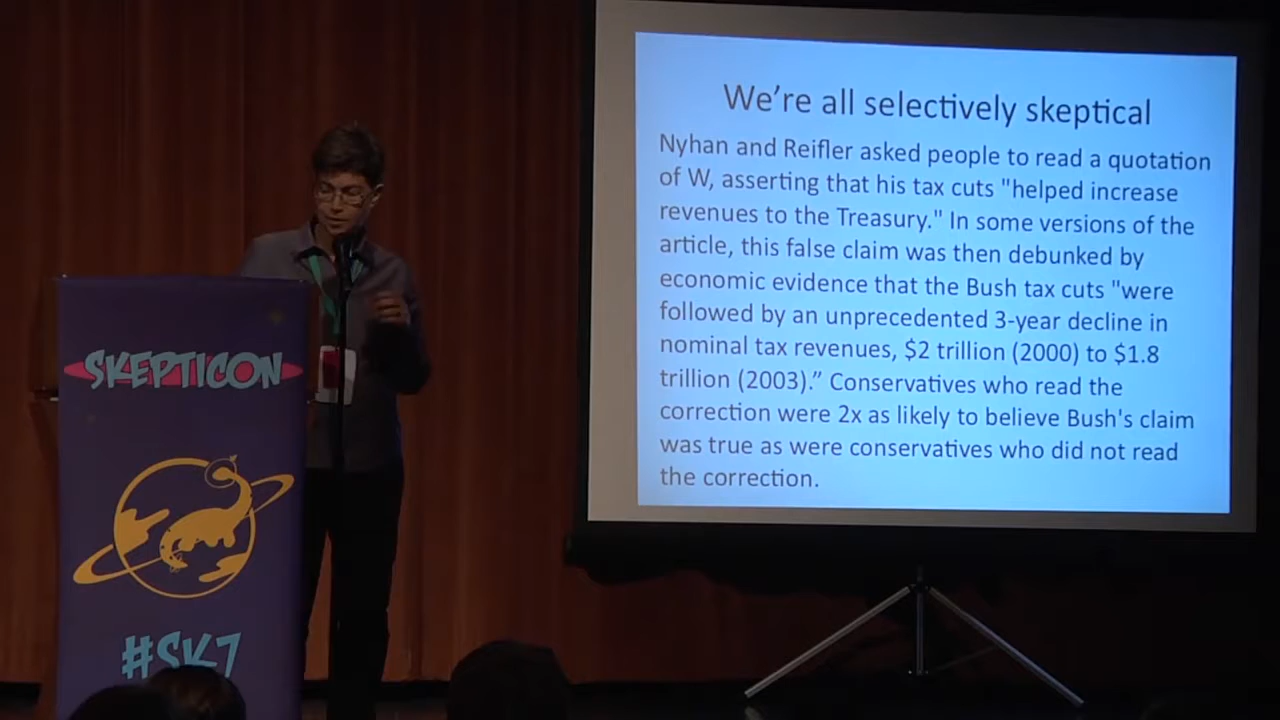 We're all selectively skeptical
Nyhan and Reifler asked people to read a quotation
of W, asserting that his tax cuts "helped increase
revenues to the Treasury." In some versions of the
article, this false claim was then debunked by
economic evidence that the Bush tax cuts "were
followed by an unprecedented 3-year decline in
nominal tax revenues, $2 trillion (2000) to $1.8
trillion (2003).” Conservatives who read the
correction were 2x as likely to believe Bush's claim
was true as were conservatives who did not read
the correction.
SKEPTICON
#SK7